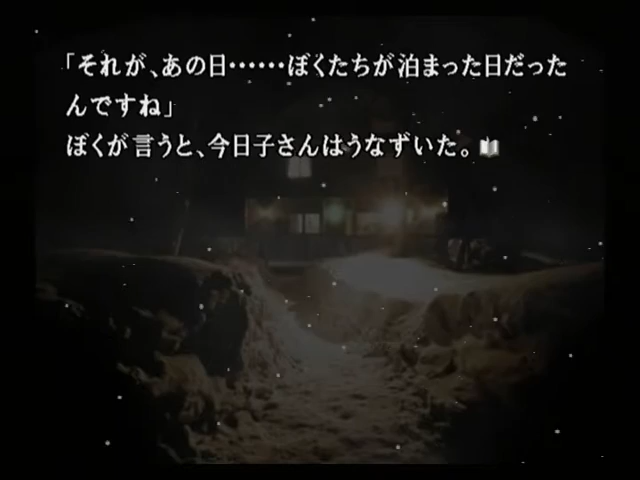 「それが、あの日……ぼくたちが泊まった日だった
んですね」
ぼくが言うと、今日子さんはうなずいた。